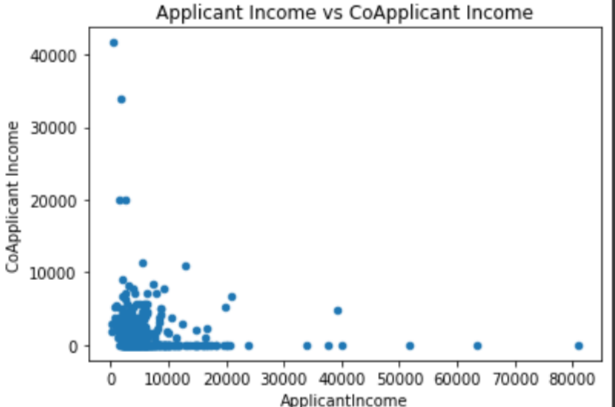 Applicant Income vs CoApplicant Income
40000
30000
20000
10000
0
CoApplicant Income
0 10000 20000 30000 40000 50000 60000 70000 80000
ApplicantIncome